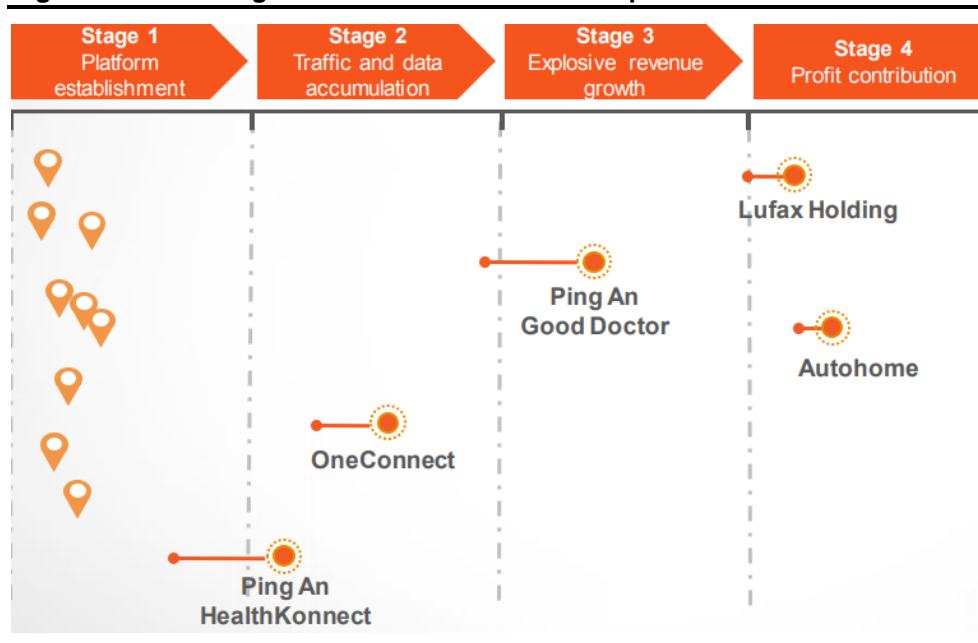 Stage 1
Platform
establishment
Stage 2
Traffic and data
accumulation
Stage 3
Explosive revenue
growth
Stage 4
Profit contribution
Lufax Holding
Ping An
Good Doctor
Autohome
OneConnect
Ping An
HealthKonnect